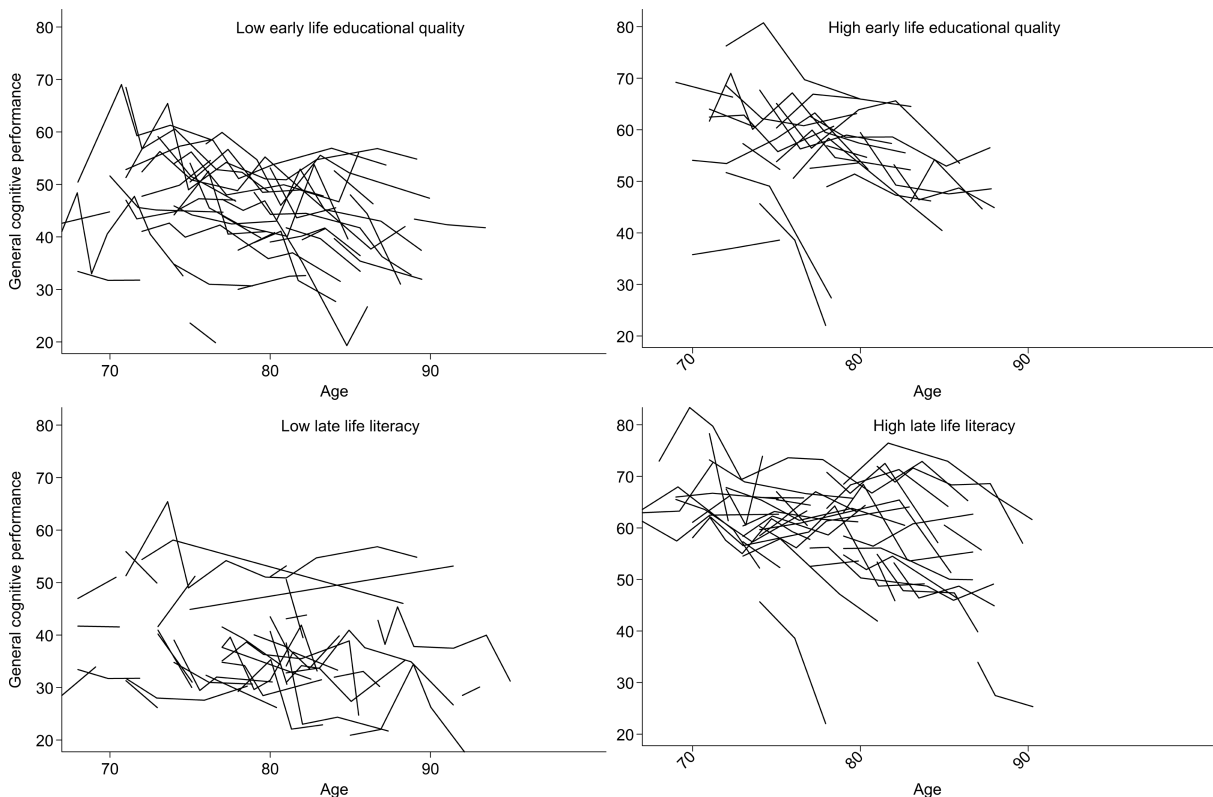 Low early life educational quality
General cognitive performance
80
70
60
50
40
30
20
70 80 90
Age
High early life educational quality
80
70
60
50
40
30
20
70 80 90
Age
Low late life literacy
General cognitive performance
80
70
60
50
40
30
20
70 80 90
Age
High late life literacy
80
70
60
50
40
30
20
70 80 90
Age